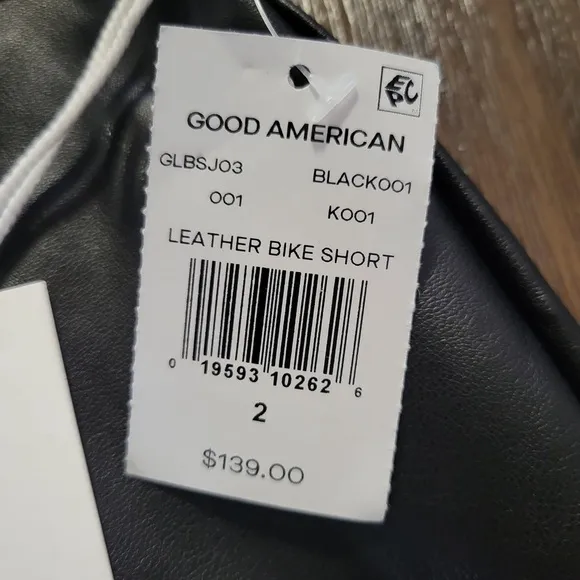 EPC
GOOD AMERICAN
GLBSJ03 BLACK001
001 K001
LEATHER BIKE SHORT
0 19593 10262 6
2
$139.00